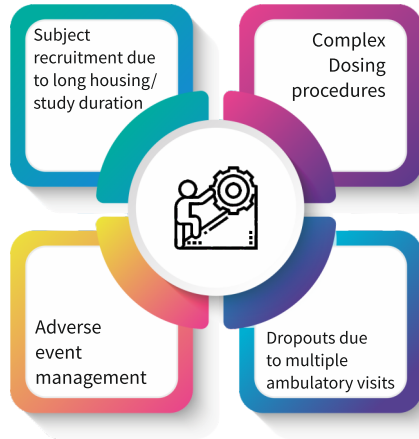 Subject
recruitment due
to long housing/
study duration
Complex
Dosing
procedures
Adverse
event
management
Dropouts due
to multiple
ambulatory visits